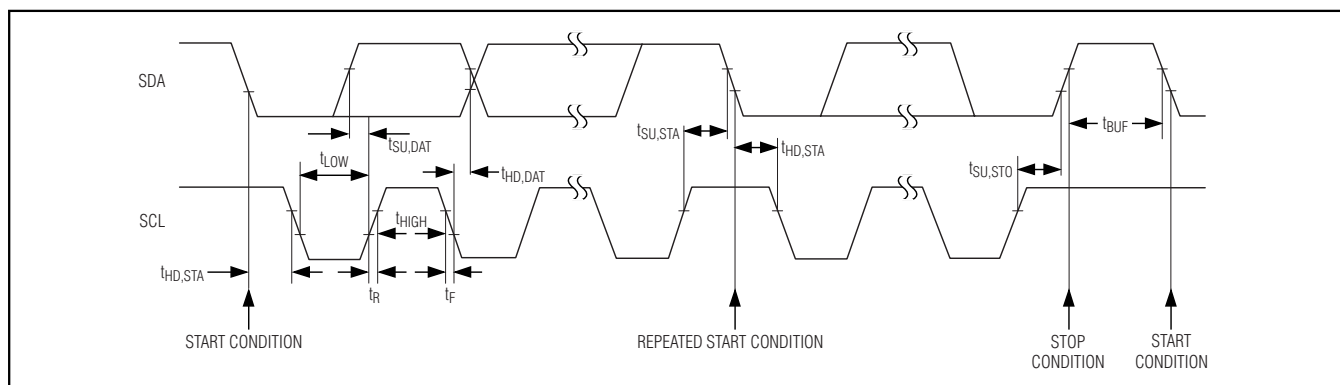 SDA
tSU,DAT
tLOW
tHD,DAT
tSU,STA
tHD,STA
tBUF
tSU,STO
SCL
tHIGH
tHD,STA
tR
tF
START CONDITION
REPEATED START CONDITION
STOP
CONDITION
START
CONDITION